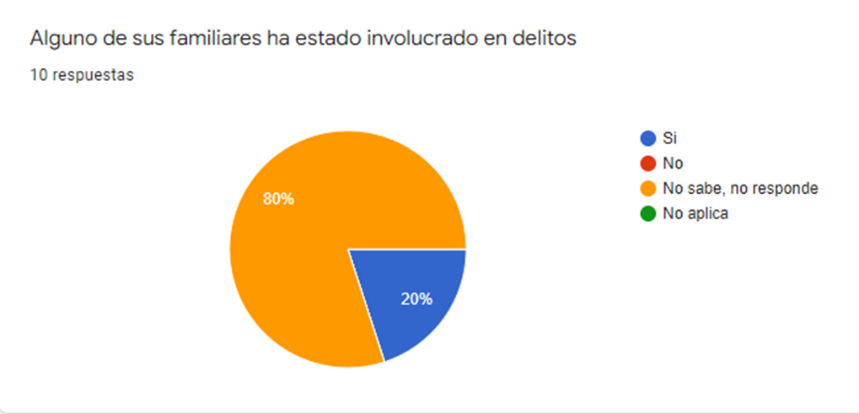 Alguno de sus familiares ha estado involucrado en delitos
10 respuestas
Si
No
No sabe, no responde
No aplica
80%
20%